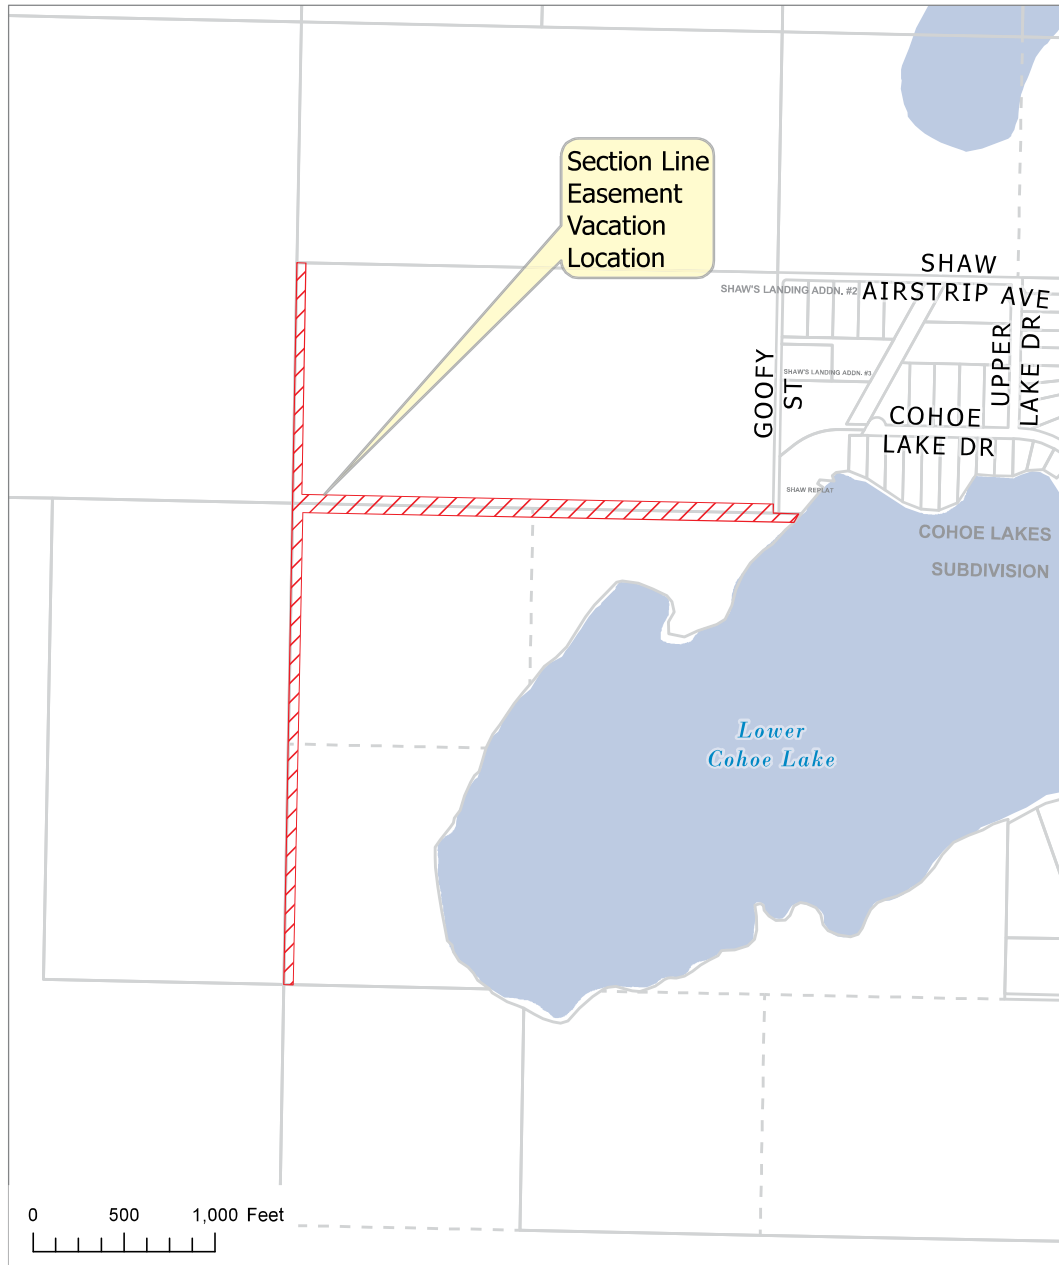 Section Line
Easement
Vacation
Location
SHAW
AIRSTRIP AVE
SHAW'S LANDING ADDN. #2
UPPER
LAKE DR
GOOFY
ST
SHAW'S LANDING ADDN. #3
COHOE
LAKE DR
SHAW REPLAT
COHOE LAKES
SUBDIVISION
Lower
Cohoe Lake
0 500 1,000 Feet